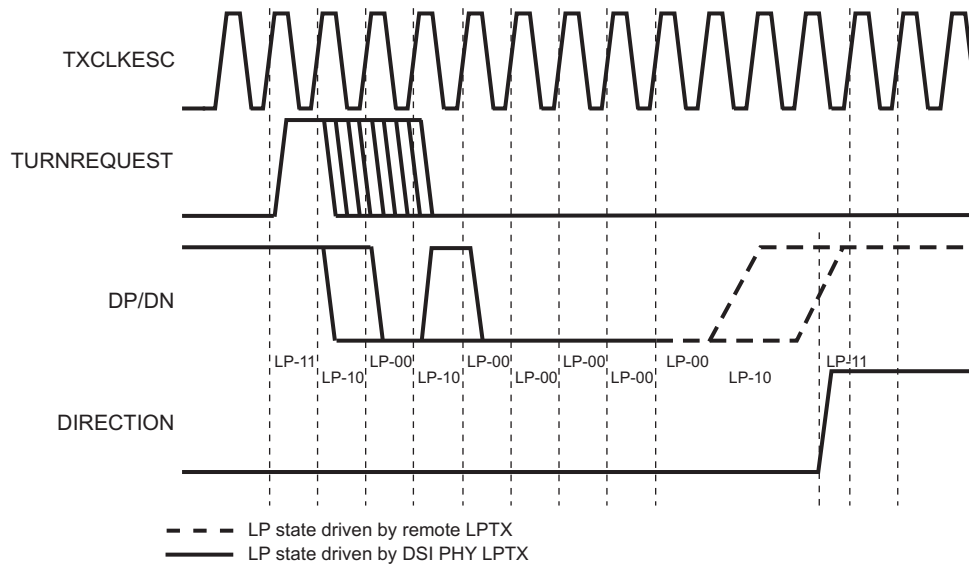 TXCLKESC
TURNREQUEST
DP/DN
LP-11 LP-00 LP-00 LP-00 LP-00 LP-11
LP-10 LP-10 LP-00 LP-00 LP-10
DIRECTION
LP state driven by remote LPTX
LP state driven by DSI PHY LPTX